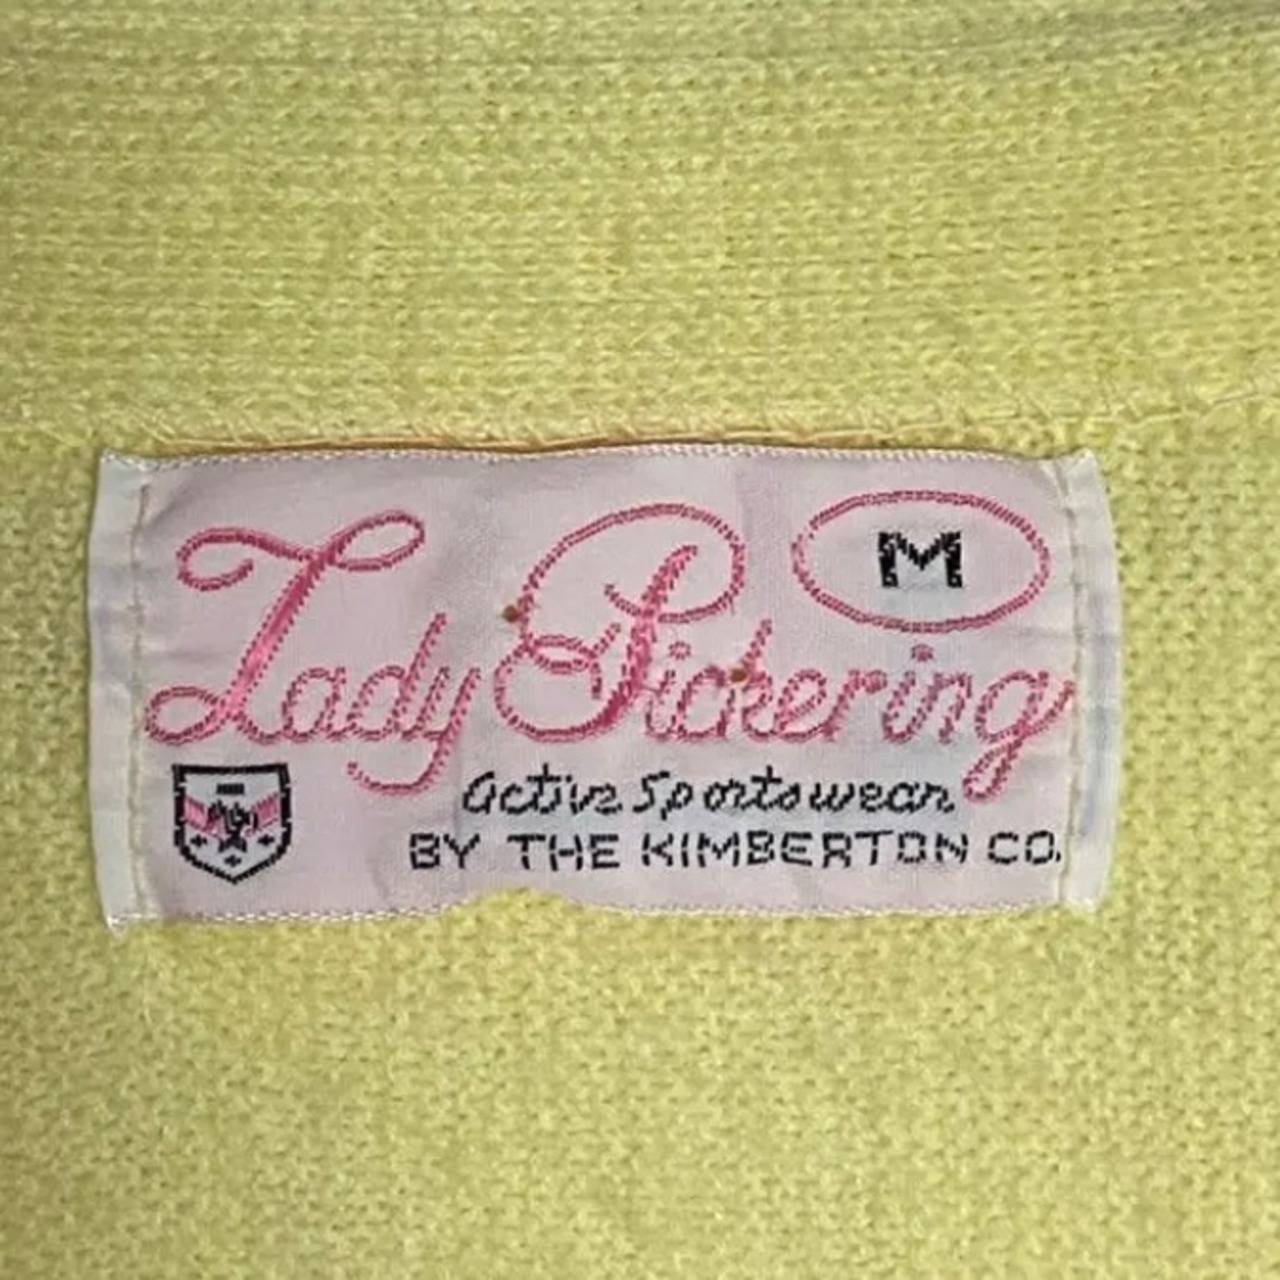 Lady Pickering
M
Active Sportswear
BY THE KIMBERTON CO.